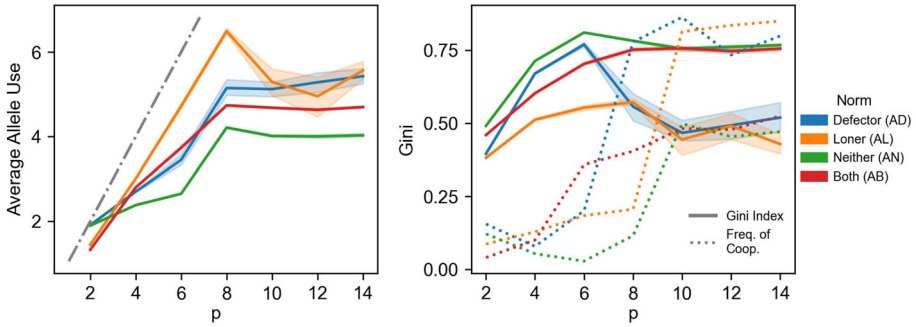 Average Allele Use
6
4
2
2 4 6 8 10 12 14
p
Gini
0.75
0.50
0.25
0.00
2 4 6 8 10 12 14
p
Gini Index
Freq. of
Coop.
Norm
Defector (AD)
Loner (AL)
Neither (AN)
Both (AB)